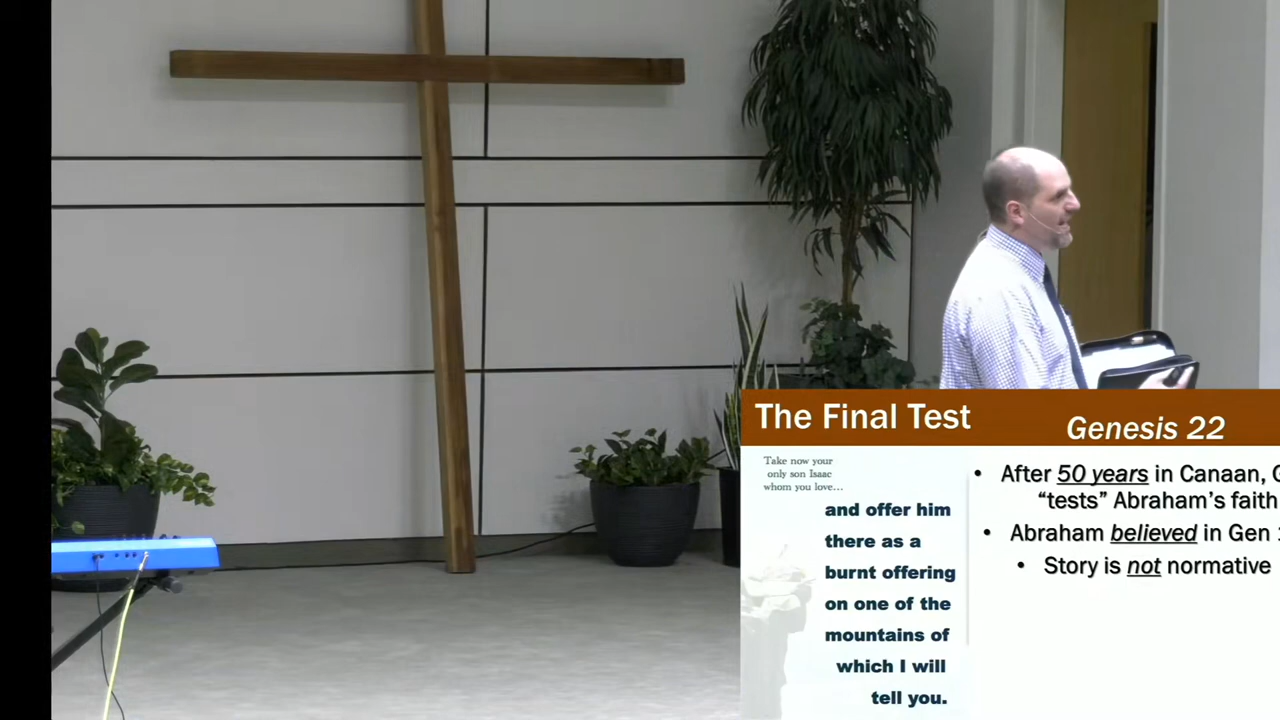 The Final Test
Genesis 22
Take now your
only son Isaac
whom you love...
and offer him
there as a
burnt offering
on one of the
mountains of
which I will
tell you.
• After 50 years in Canaan,
"tests" Abraham's faith
• Abraham believed in Gen
• Story is not normative